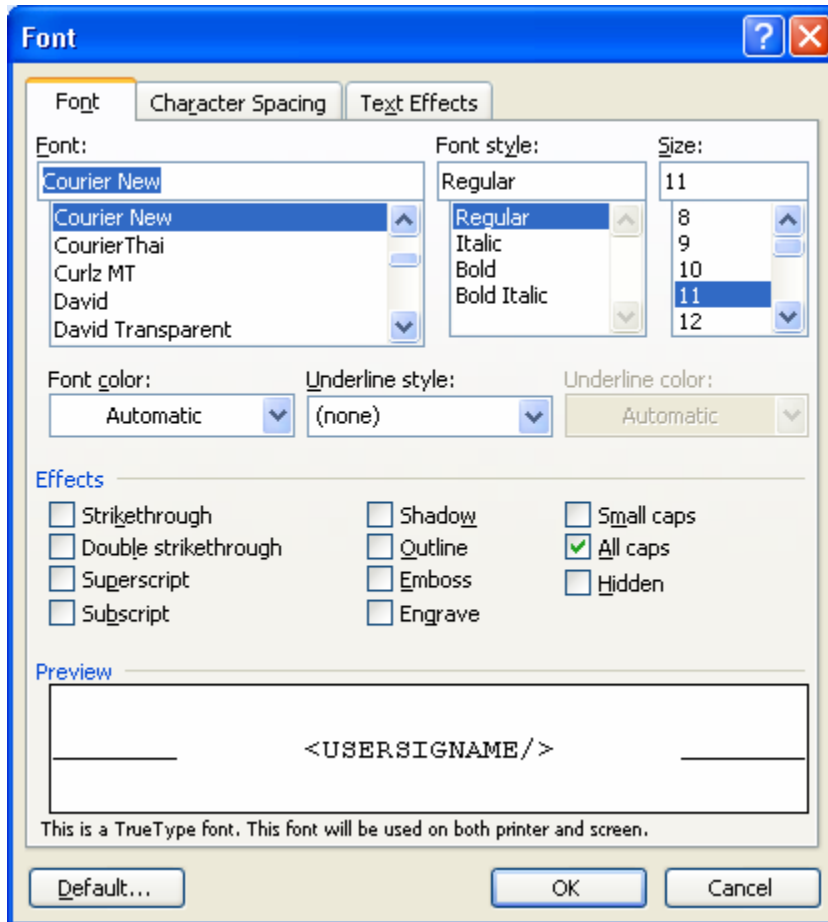 Font
Font Character Spacing Text Effects
Font: Font style: Size:
Courier New Regular 11
Courier New Regular 8
CourierThai Italic 9
Curlz MT Bold 10
David Bold Italic 11
David Transparent 12
Font color: Underline style: Underline color:
Automatic (none) Automatic
Effects
Strikethrough Shadow Small caps
Double strikethrough Outline All caps
Superscript Emboss Hidden
Subscript Engrave
Preview
<USERSIGNAME/>
This is a TrueType font. This font will be used on both printer and screen.
Default... OK Cancel